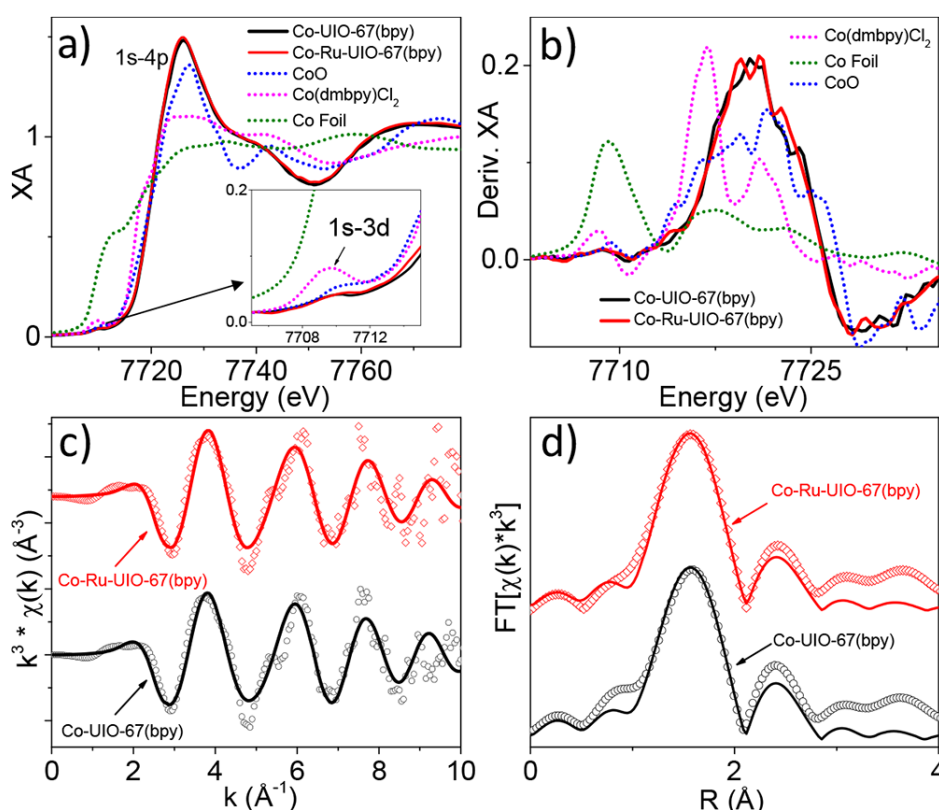 a)
1s-4p
Co-UIO-67(bpy)
Co-Ru-UIO-67(bpy)
CoO
Co(dmbpy)Cl2
Co Foil
XA
1
0
0.2
0.0
1s-3d
7708 7712
7720 7740 7760
Energy (eV)
b)
Co(dmbpy)Cl2
Co Foil
CoO
Deriv. XA
0.2
0.0
Co-UIO-67(bpy)
Co-Ru-UIO-67(bpy)
7710 7725
Energy (eV)
c)
k³ * χ(k) (Å⁻³)
Co-Ru-UIO-67(bpy)
Co-UIO-67(bpy)
0 2 4 6 8 10
k (Å⁻¹)
d)
FT[χ(k)*k³]
Co-Ru-UIO-67(bpy)
Co-UIO-67(bpy)
0 2 4
R (Å)